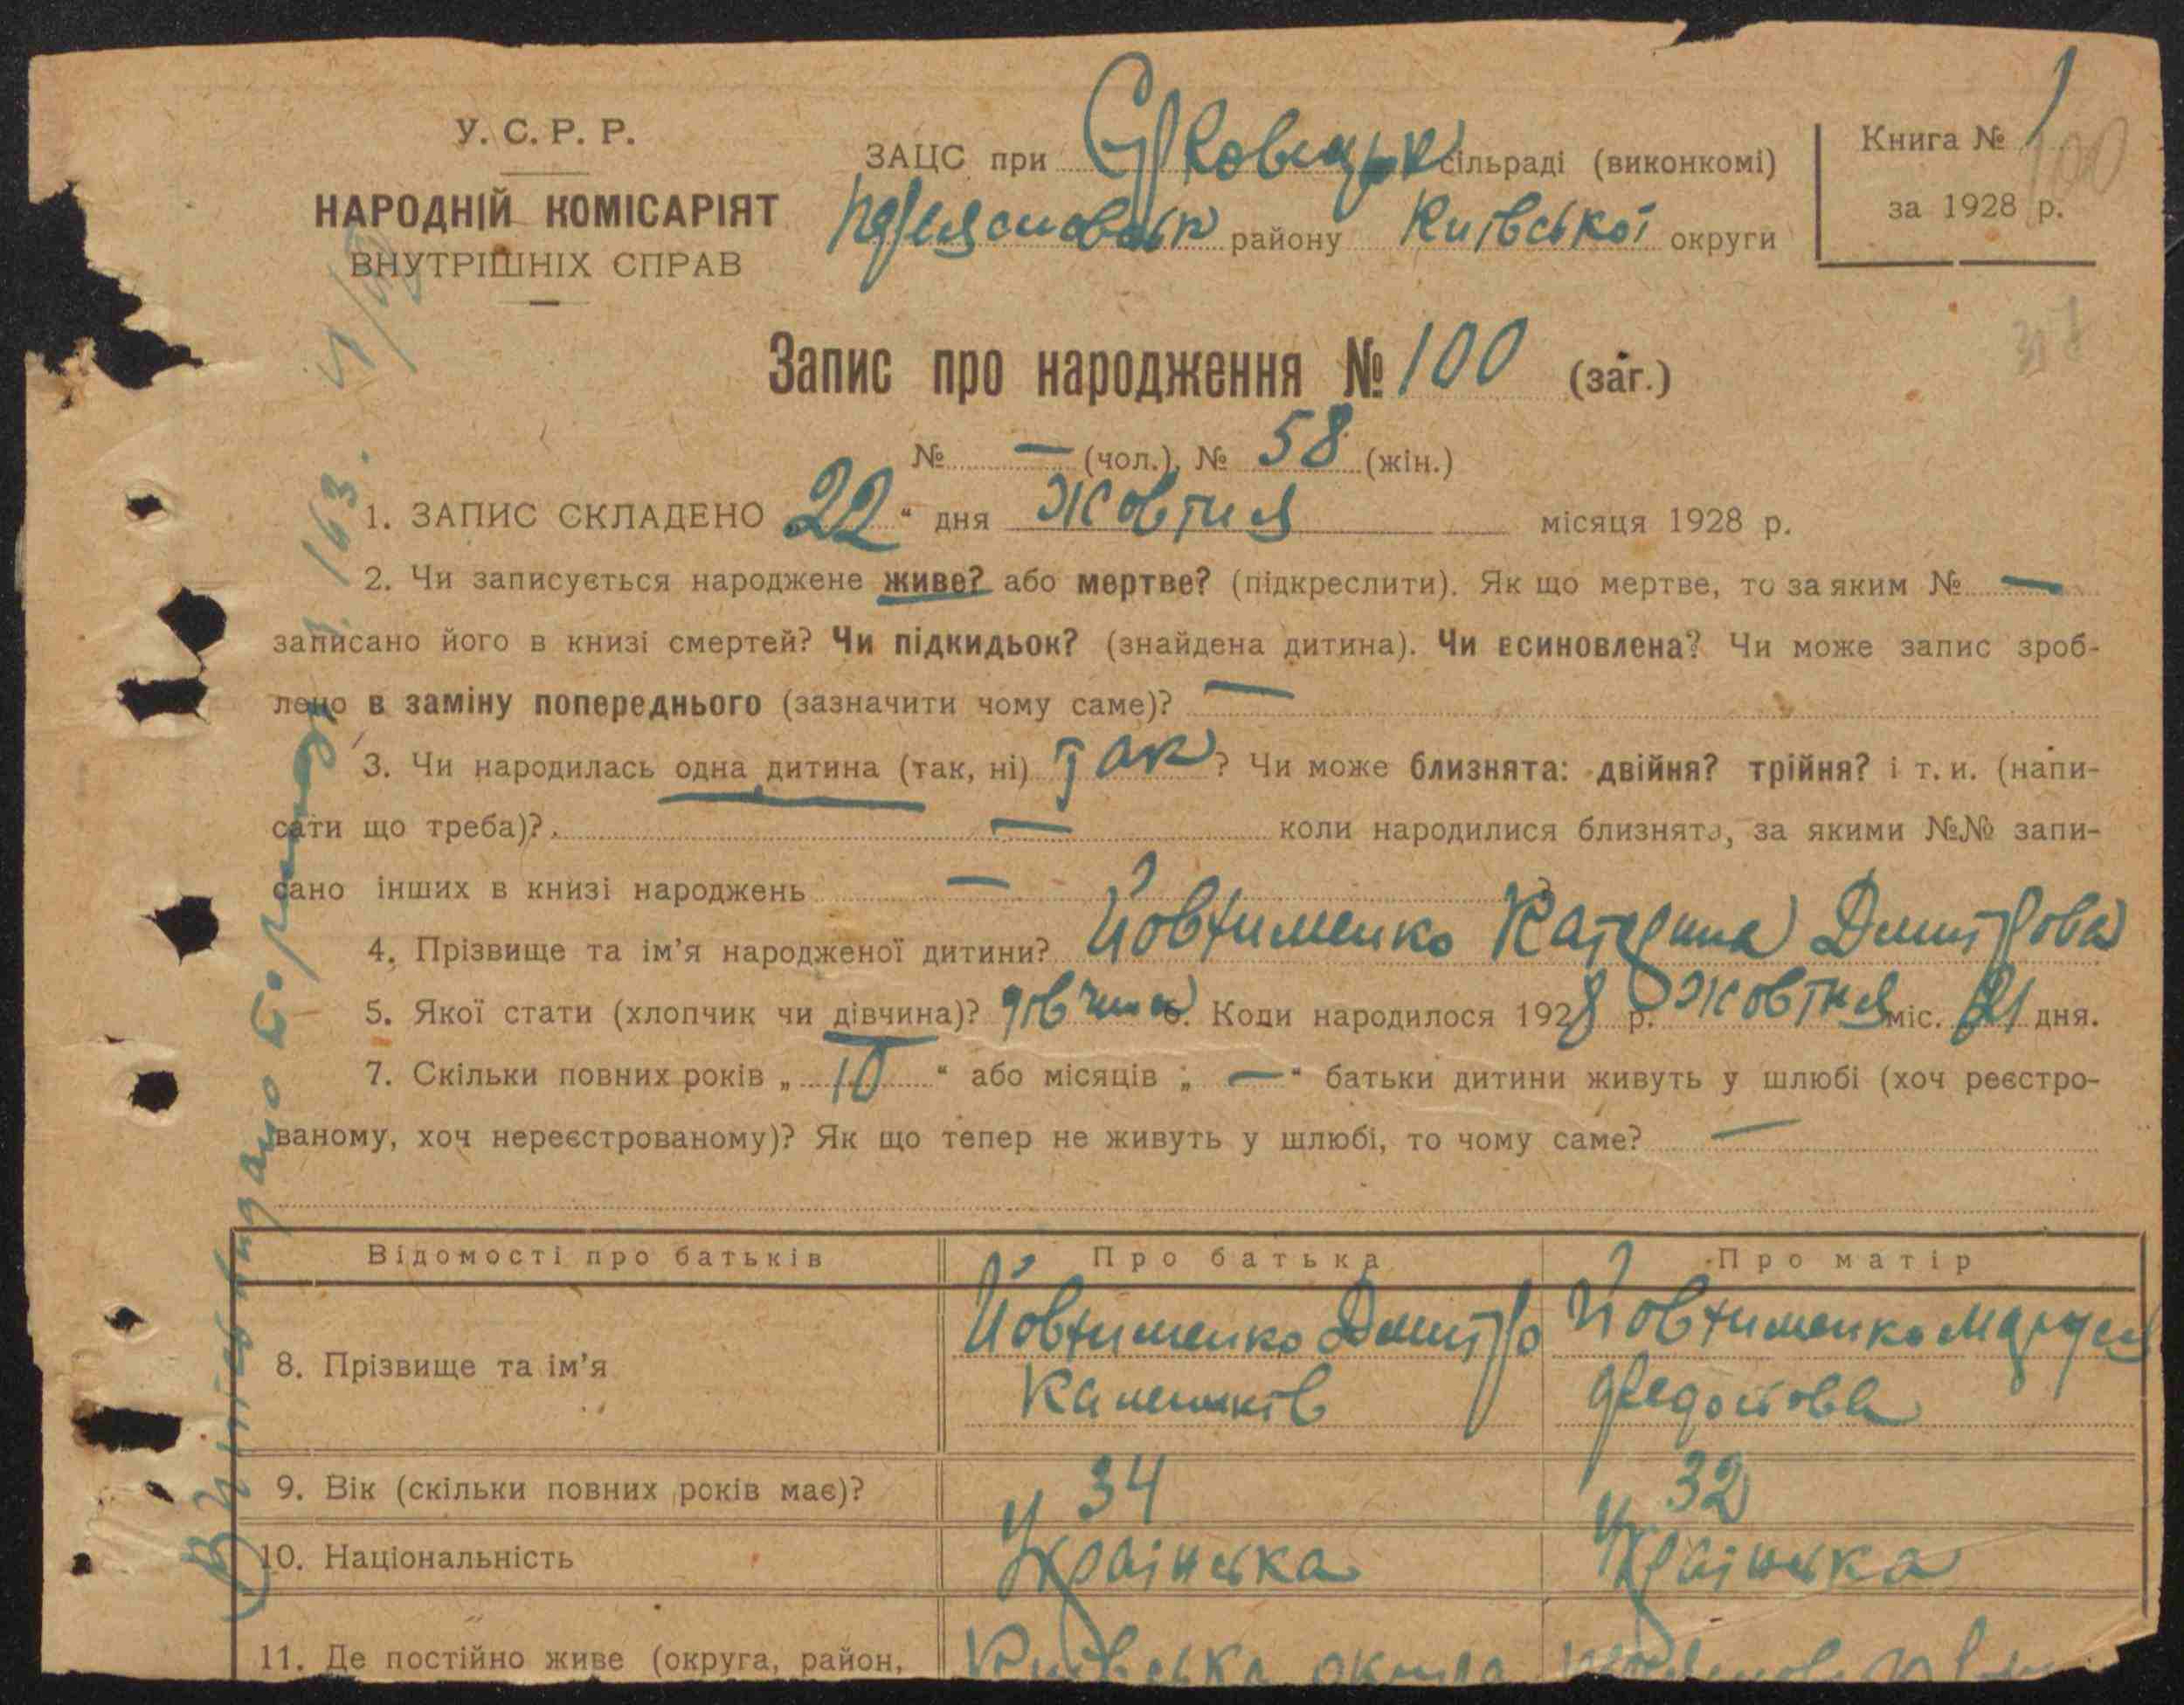 У. С. Р. Р.
НАРОДНІЙ КОМІСАРІЯТ
ВНУТРІШНІХ СПРАВ
ЗАЦС при сільраді (виконкомі)
району Київської округи
Книга № 1
100
за 1928 р.
Запис про народження № 100 (заг.)
№ — (чол.), № 58 (жін.)
1. ЗАПИС СКЛАДЕНО 22 “ дня Жовтня місяця 1928 р.
2. Чи записується народжене живе? або мертве? (підкреслити). Як що мертве, то за яким № —
записано його в книзі смертей? Чи підкидьок? (знайдена дитина). Чи всиновлена? Чи може запис зроб-
лено в заміну попереднього (зазначити чому саме)? —
3. Чи народилась одна дитина (так, ні) Так ? Чи може близнята: двійня? трійня? і т. и. (напи-
сати що треба)? — коли народилися близнята, за якими №№ запи-
сано інших в книзі народжень —
4. Прізвище та ім’я народженої дитини? Йовтименко Катерина Дмитрова
5. Якої стати (хлопчик чи дівчина)? дівчина 6. Коли народилося 1928 р. Жовтня міс. 21 дня.
7. Скільки повних років „ 10 “ або місяців „ — “ батьки дитини живуть у шлюбі (хоч реєстро-
ваному, хоч нереєстрованому)? Як що тепер не живуть у шлюбі, то чому саме? —
Відомості про батьків Про батька Про матір
8. Прізвище та ім’я Йовтименко Дмитро Йовтименко
9. Вік (скільки повних років має)? 34 32
10. Національність Українська Українська
11. Де постійно живе (округа, район, Київська округа